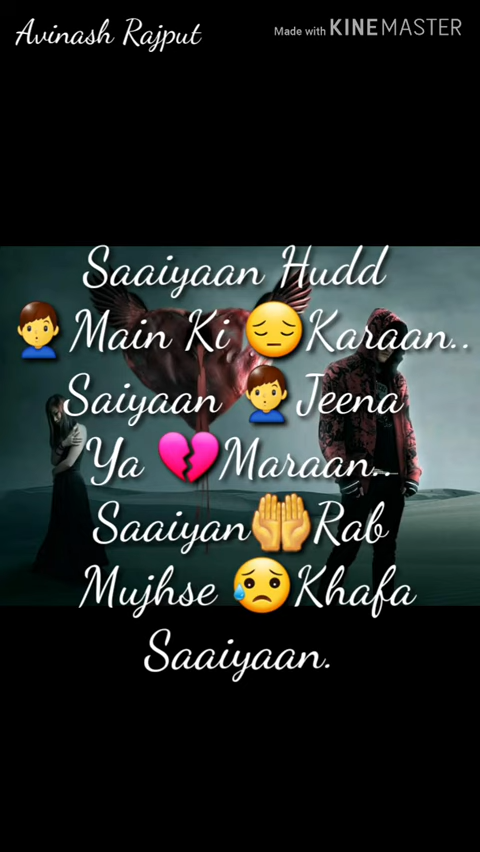 Avinash Rajput
Made with KINEMASTER
Saaiyaan Hudd
🙎‍♂️Main Ki 😔Karaan..
Saiyaan 🙎‍♂️Jeena
Ya 💔Maraan..
Saaiyan🤲Rab
Mujhse 😥Khafa
Saaiyaan.